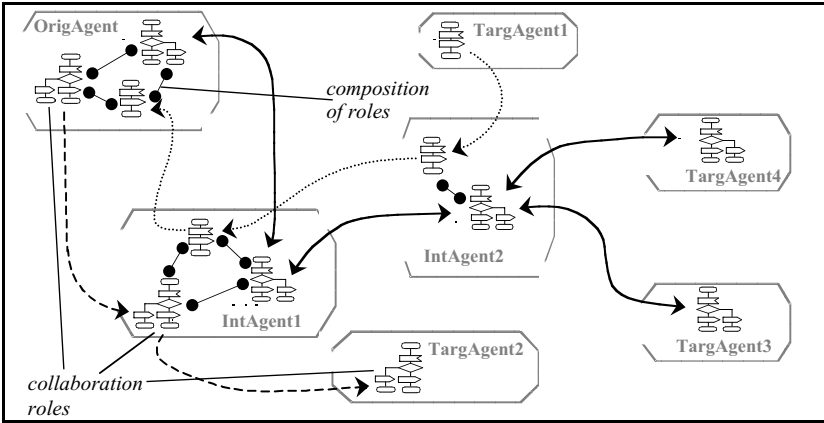 OrigAgent
TargAgent1
composition
of roles
TargAgent4
IntAgent2
IntAgent1
TargAgent2
TargAgent3
collaboration
roles